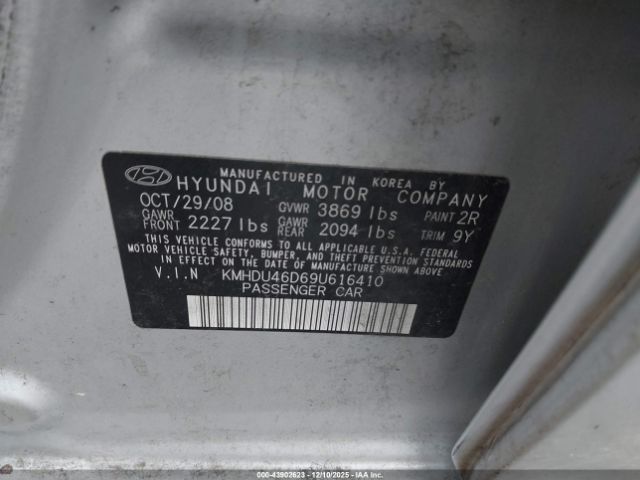 MANUFACTURED IN KOREA BY
HYUNDAI MOTOR COMPANY
OCT/29/08 GVWR 3869 lbs PAINT 2R
GAWR FRONT 2227 lbs GAWR REAR 2094 lbs TRIM 9Y
THIS VEHICLE CONFORMS TO ALL APPLICABLE U.S.A. FEDERAL
MOTOR VEHICLE SAFETY, BUMPER, AND THEFT PREVENTION STANDARDS
IN EFFECT ON THE DATE OF MANUFACTURE SHOWN ABOVE.
V.I.N KMHDU46D69U616410
PASSENGER CAR
000-43902623 - 12/10/2025 - IAAI.COM